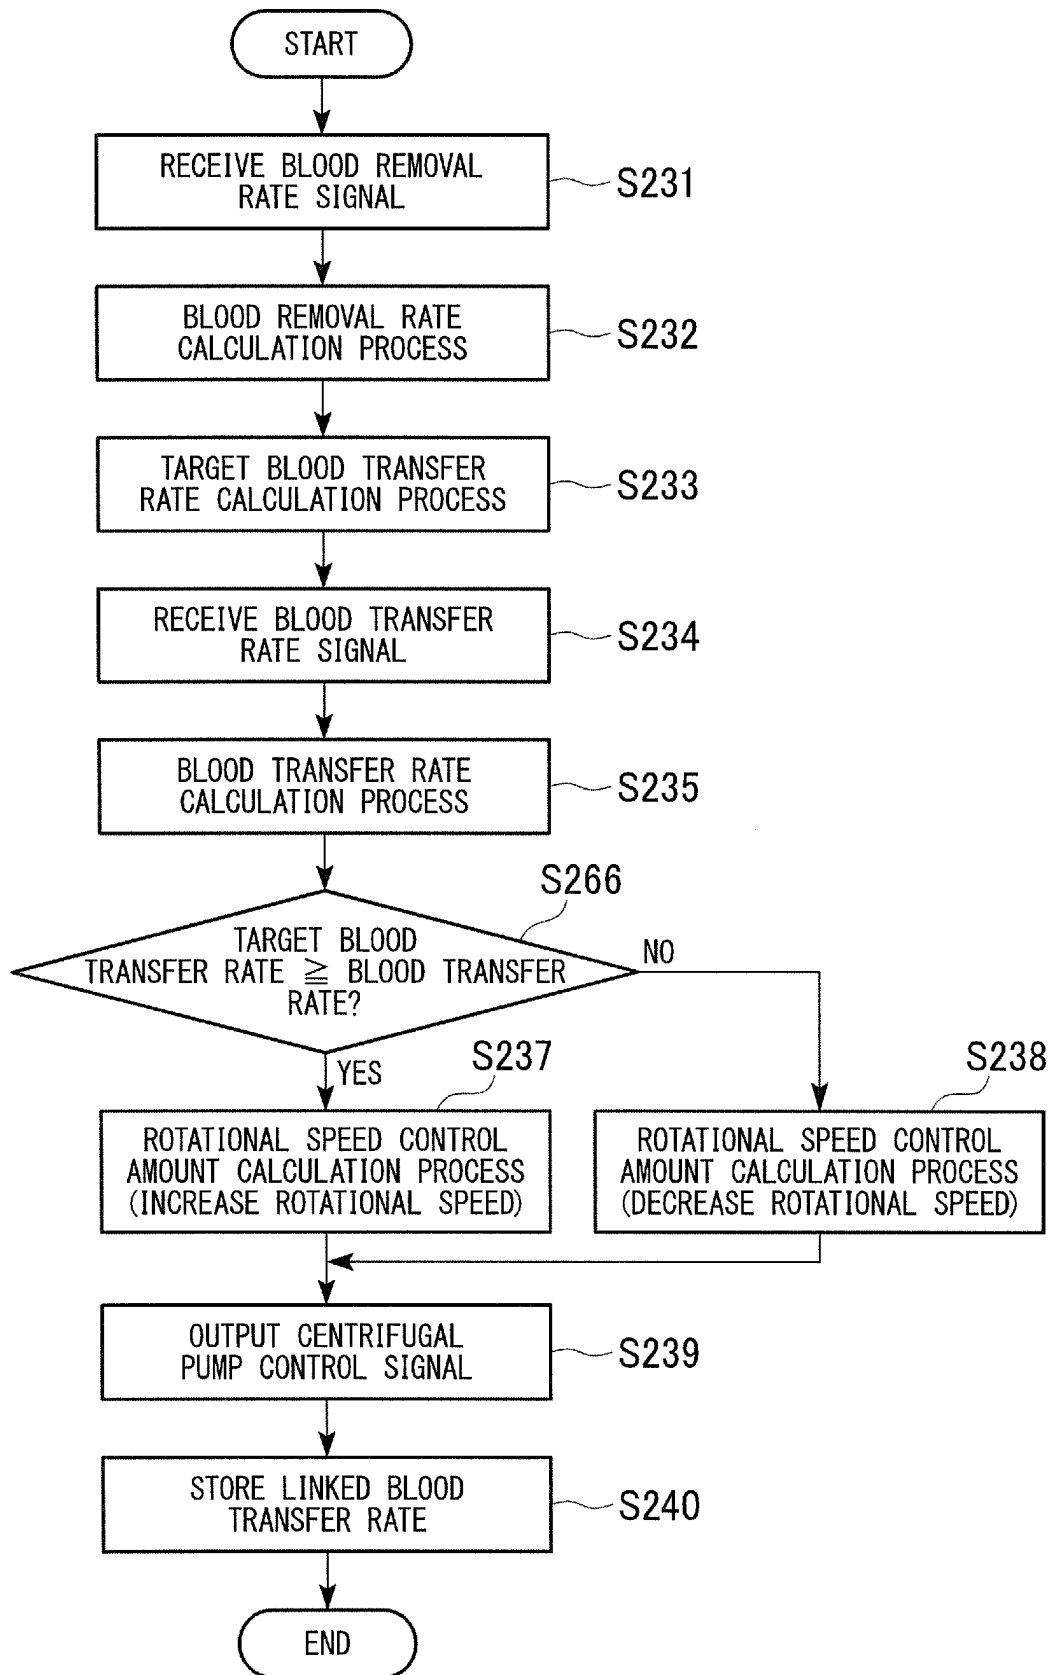 START
RECEIVE BLOOD REMOVAL
RATE SIGNAL
S231
BLOOD REMOVAL RATE
CALCULATION PROCESS
S232
TARGET BLOOD TRANSFER
RATE CALCULATION PROCESS
S233
RECEIVE BLOOD TRANSFER
RATE SIGNAL
S234
BLOOD TRANSFER RATE
CALCULATION PROCESS
S235
S266
TARGET BLOOD
TRANSFER RATE ≧ BLOOD TRANSFER
RATE?
NO
YES
S237
ROTATIONAL SPEED CONTROL
AMOUNT CALCULATION PROCESS
(INCREASE ROTATIONAL SPEED)
S238
ROTATIONAL SPEED CONTROL
AMOUNT CALCULATION PROCESS
(DECREASE ROTATIONAL SPEED)
OUTPUT CENTRIFUGAL
PUMP CONTROL SIGNAL
S239
STORE LINKED BLOOD
TRANSFER RATE
S240
END